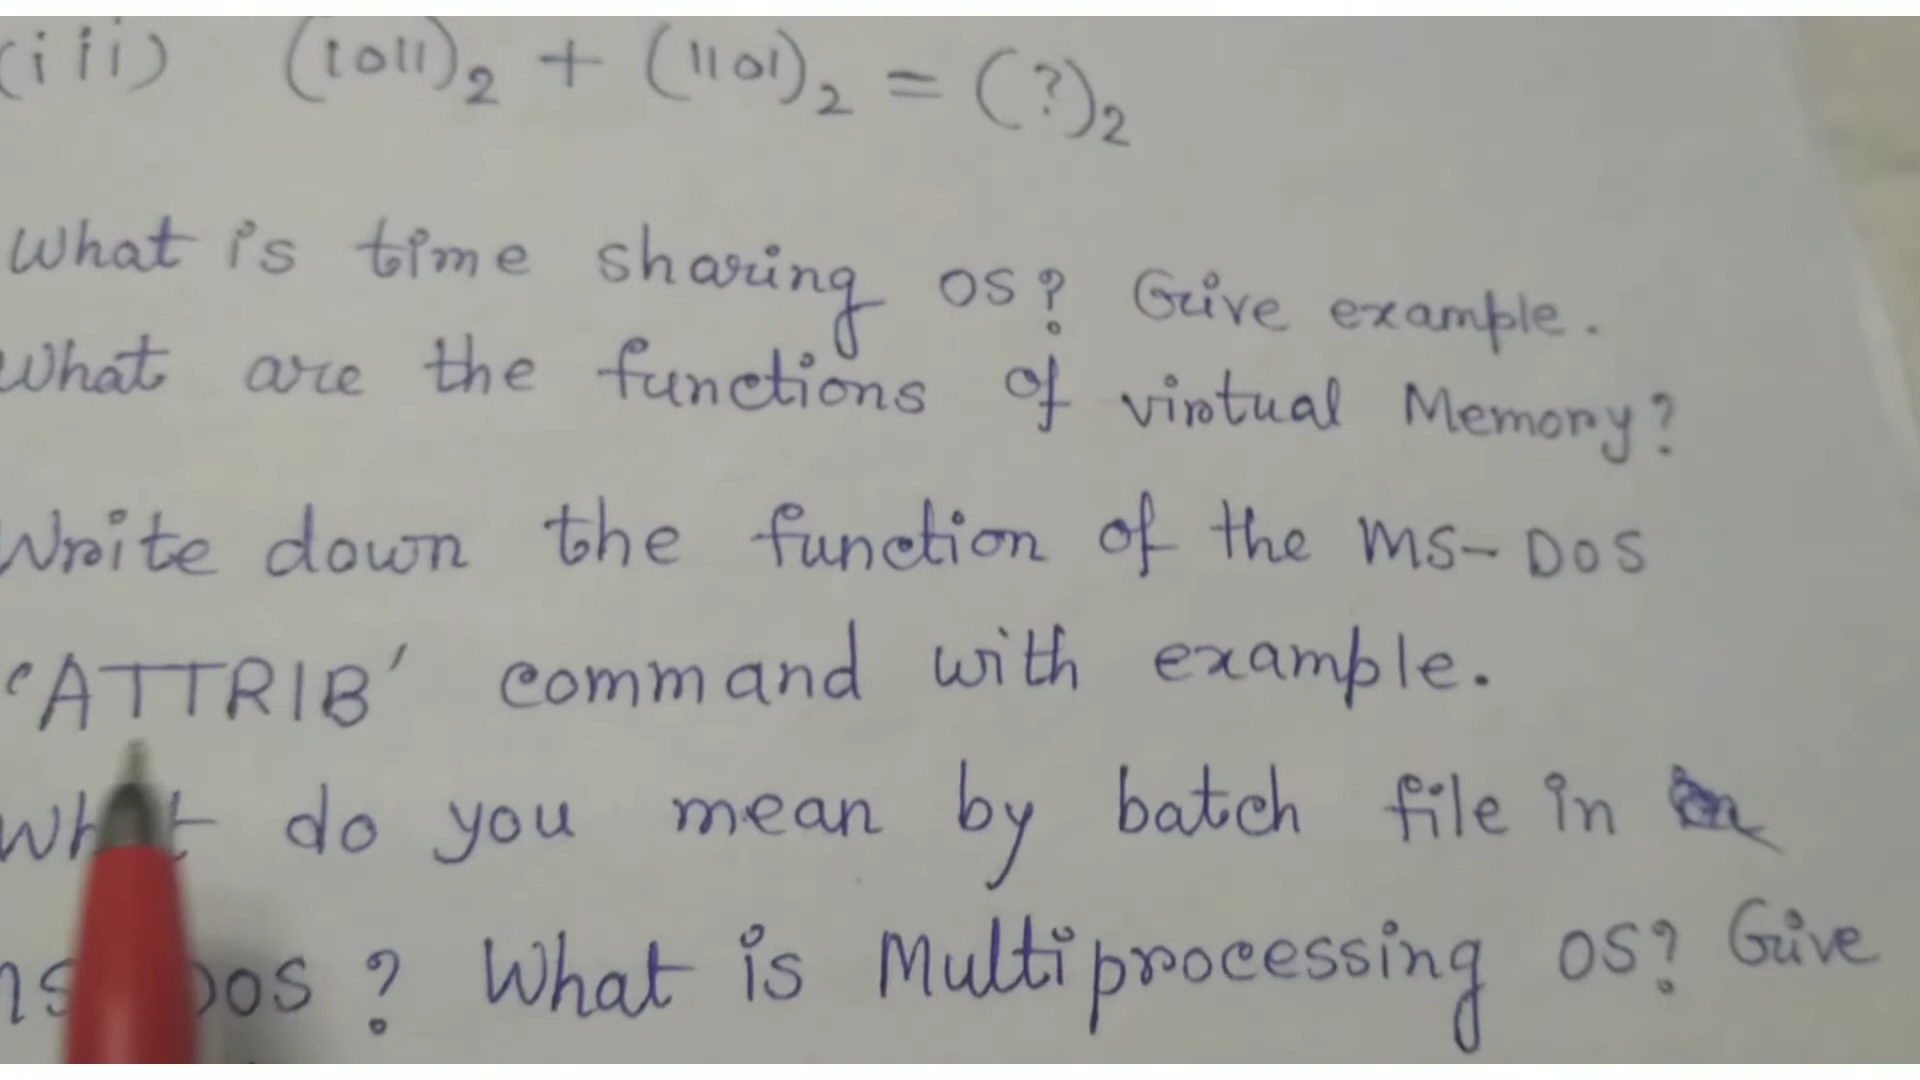 (iii) (1011)2 + (1101)2 = (?)2
What is time sharing OS? Give example.
What are the functions of virtual Memory?
Write down the function of the MS-DOS
'ATTRIB' command with example.
do you mean by batch file in
DOS? What is Multiprocessing OS? Give